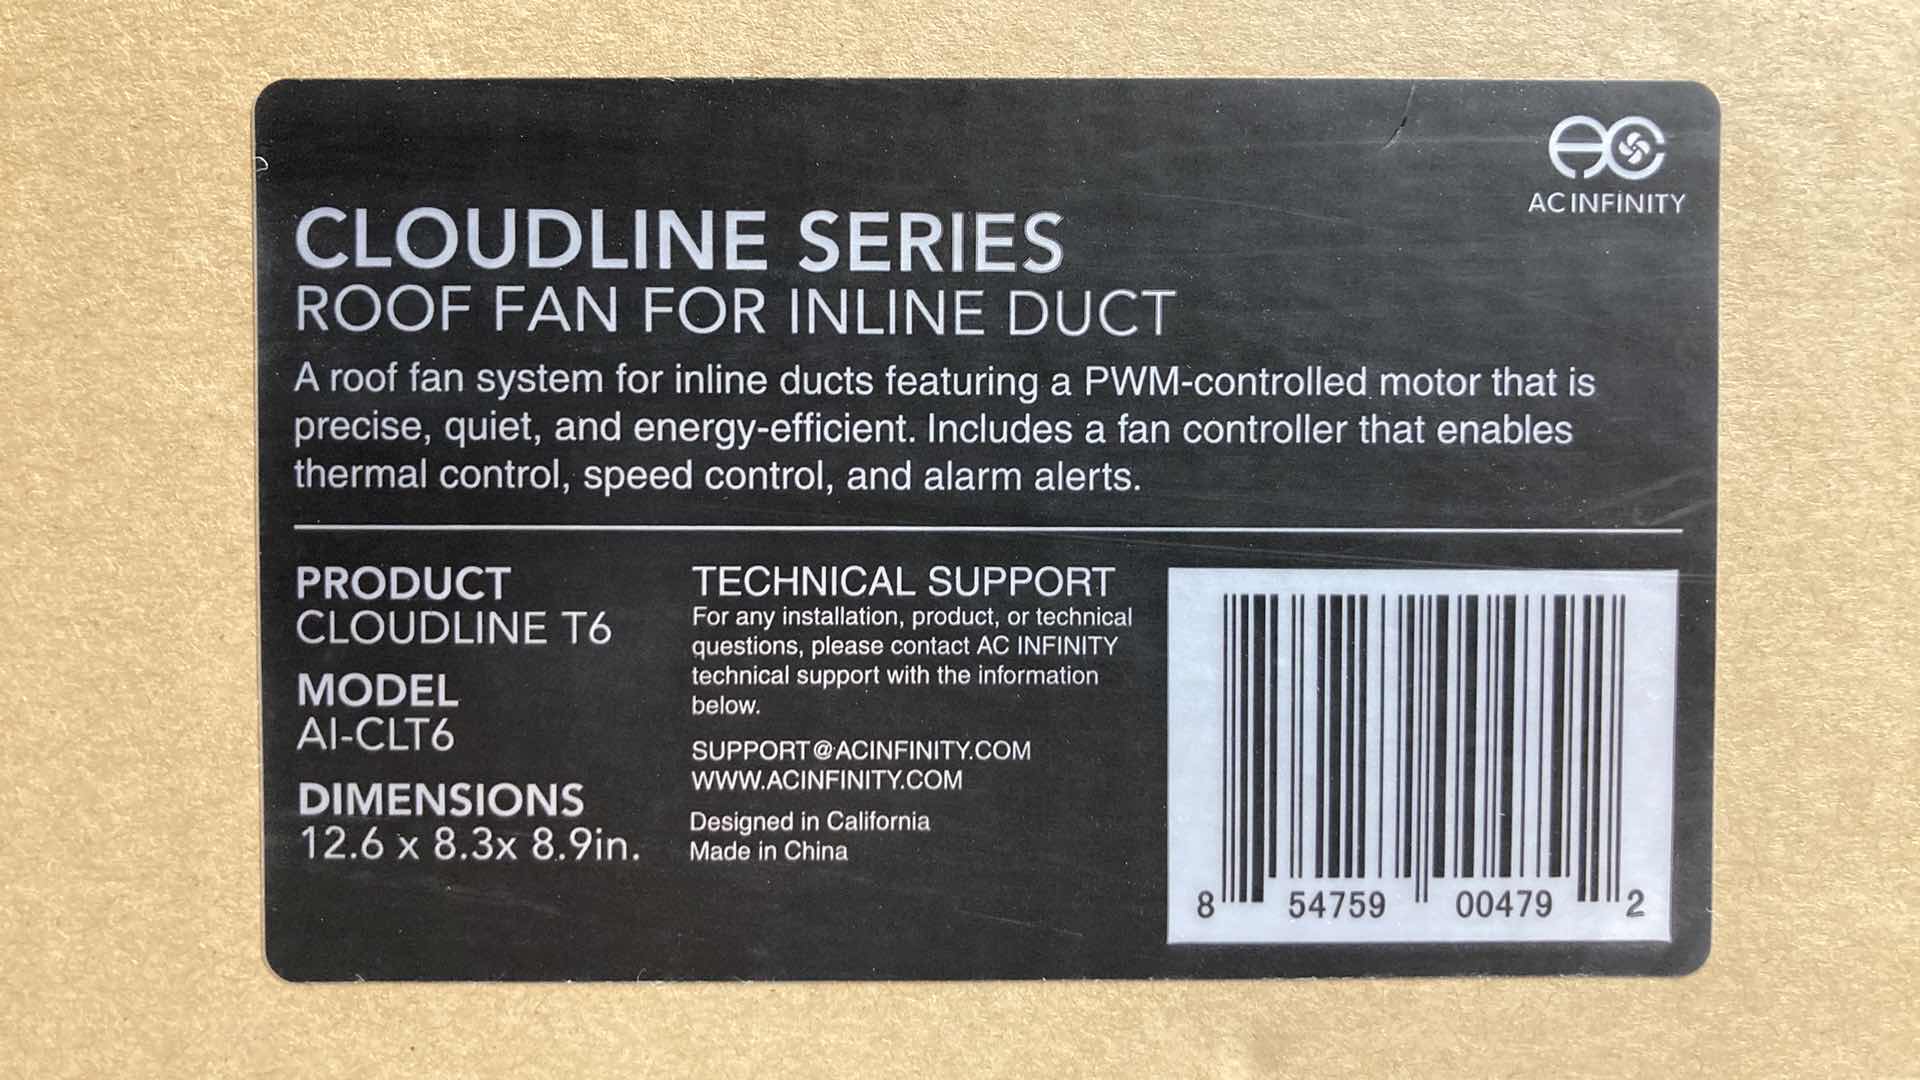 AC INFINITY
CLOUDLINE SERIES
ROOF FAN FOR INLINE DUCT
A roof fan system for inline ducts featuring a PWM-controlled motor that is
precise, quiet, and energy-efficient. Includes a fan controller that enables
thermal control, speed control, and alarm alerts.
PRODUCT
CLOUDLINE T6
MODEL
AI-CLT6
DIMENSIONS
12.6 x 8.3x 8.9in.
TECHNICAL SUPPORT
For any installation, product, or technical
questions, please contact AC INFINITY
technical support with the information
below.
SUPPORT@ACINFINITY.COM
WWW.ACINFINITY.COM
Designed in California
Made in China
8 54759 00479 2